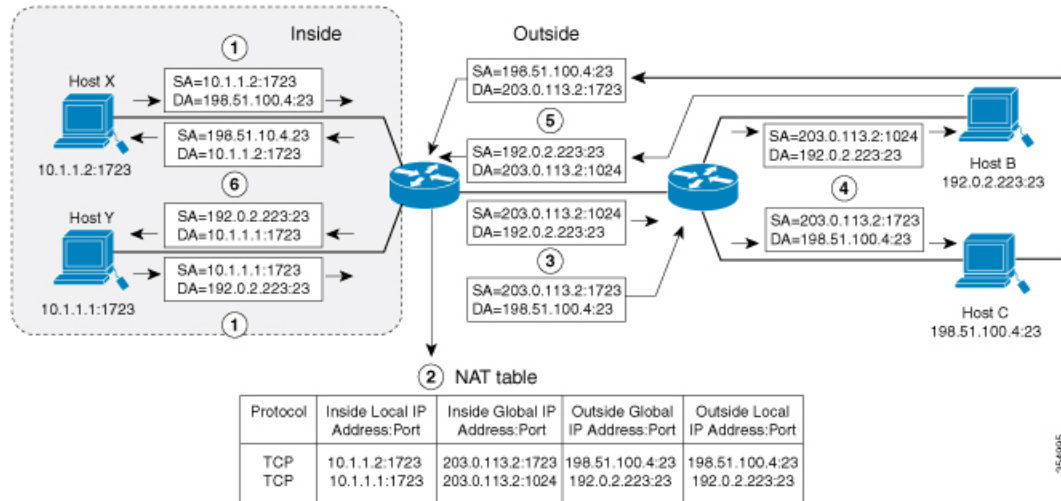 Inside
Outside
1
Host X
SA=10.1.1.2:1723
DA=198.51.100.4:23
SA=198.51.10.4.23
DA=10.1.1.2:1723
10.1.1.2:1723
6
Host Y
SA=192.0.2.223:23
DA=10.1.1.1:1723
SA=10.1.1.1:1723
DA=192.0.2.223:23
10.1.1.1:1723
1
SA=198.51.100.4:23
DA=203.0.113.2:1723
5
SA=192.0.2.223:23
DA=203.0.113.2:1024
SA=203.0.113.2:1024
DA=192.0.2.223:23
3
SA=203.0.113.2:1723
DA=198.51.100.4:23
SA=203.0.113.2:1024
DA=192.0.2.223:23
4
SA=203.0.113.2:1723
DA=198.51.100.4:23
Host B
192.0.2.223:23
Host C
198.51.100.4:23
2 NAT table
Protocol Inside Local IP Address:Port Inside Global IP Address:Port Outside Global IP Address:Port Outside Local IP Address:Port
TCP 10.1.1.2:1723 203.0.113.2:1723 198.51.100.4:23 198.51.100.4:23
TCP 10.1.1.1:1723 203.0.113.2:1024 192.0.2.223:23 192.0.2.223:23